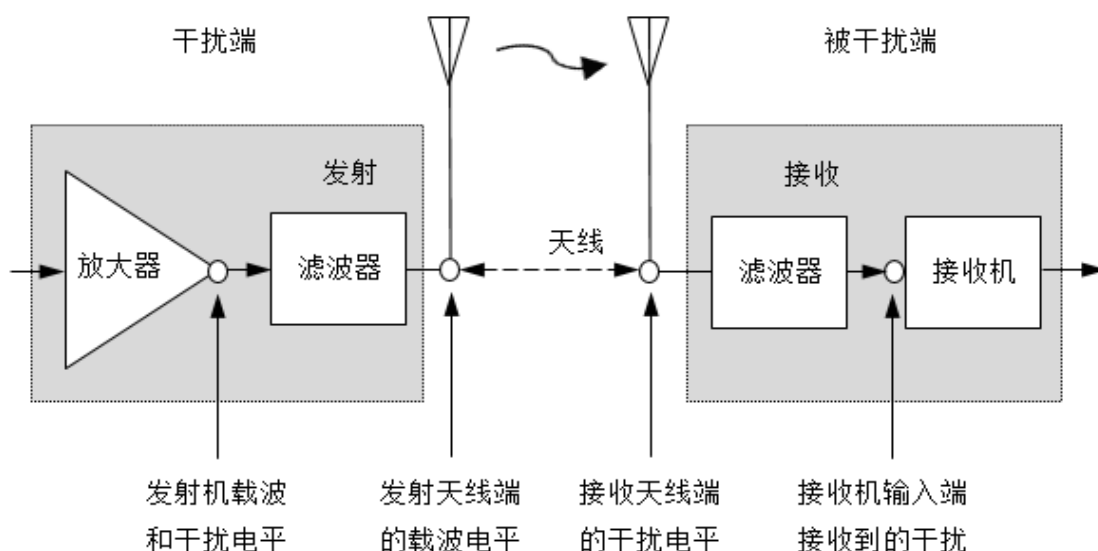 干扰端
被干扰端
发射
接收
放大器
滤波器
天线
滤波器
接收机
发射机载波
和干扰电平
发射天线端
的载波电平
接收天线端
的干扰电平
接收机输入端
接收到的干扰